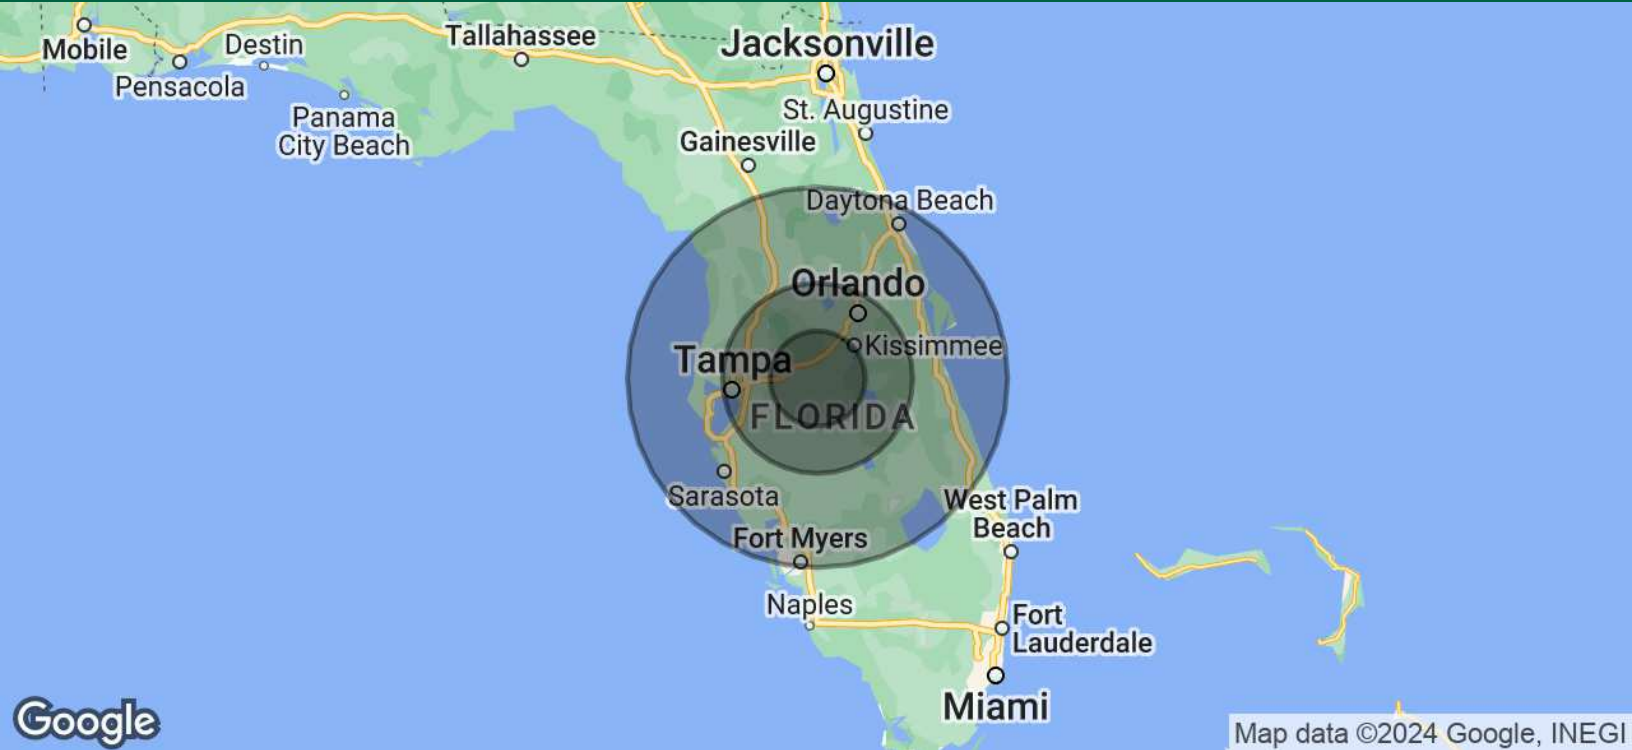 Mobile
Pensacola
Destin
Panama
City Beach
Tallahassee
Jacksonville
St. Augustine
Gainesville
Daytona Beach
Orlando
Kissimmee
Tampa
FLORIDA
Sarasota
West Palm
Beach
Fort Myers
Naples
Fort
Lauderdale
Miami
Google
Map data ©2024 Google, INEGI